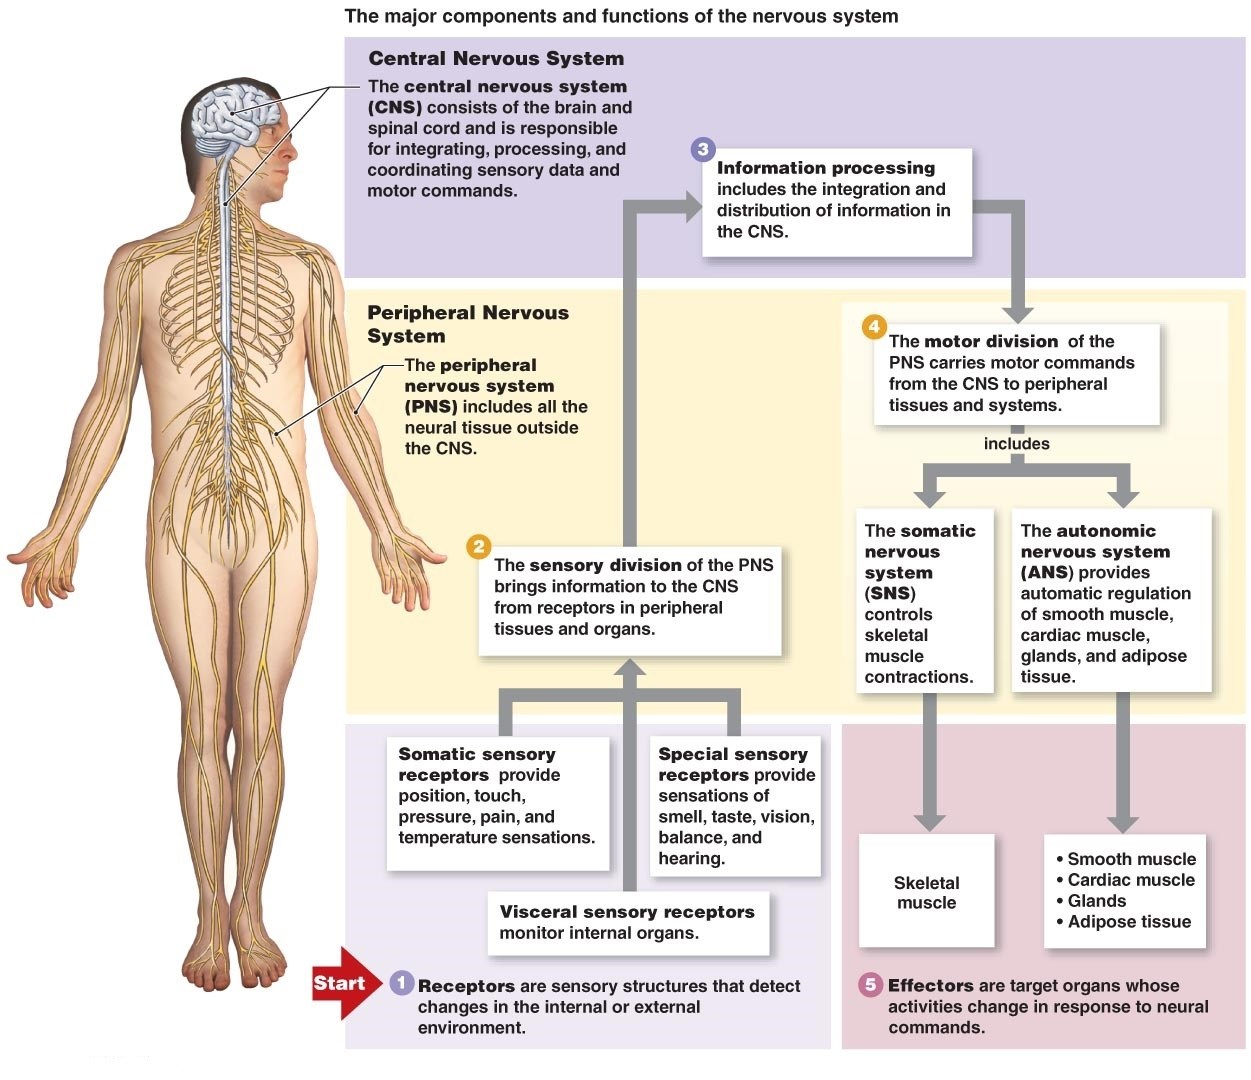 The major components and functions of the nervous system
Central Nervous System
The central nervous system
(CNS) consists of the brain and
spinal cord and is responsible
for integrating, processing, and
coordinating sensory data and
motor commands.
3
Information processing
includes the integration and
distribution of information in
the CNS.
Peripheral Nervous
System
The peripheral
nervous system
(PNS) includes all the
neural tissue outside
the CNS.
4
The motor division of the
PNS carries motor commands
from the CNS to peripheral
tissues and systems.
includes
2
The sensory division of the PNS
brings information to the CNS
from receptors in peripheral
tissues and organs.
The somatic
nervous
system
(SNS)
controls
skeletal
muscle
contractions.
The autonomic
nervous system
(ANS) provides
automatic regulation
of smooth muscle,
cardiac muscle,
glands, and adipose
tissue.
Somatic sensory
receptors provide
position, touch,
pressure, pain, and
temperature sensations.
Special sensory
receptors provide
sensations of
smell, taste, vision,
balance, and
hearing.
Visceral sensory receptors
monitor internal organs.
Skeletal
muscle
• Smooth muscle
• Cardiac muscle
• Glands
• Adipose tissue
Start
1
Receptors are sensory structures that detect
changes in the internal or external
environment.
5
Effectors are target organs whose
activities change in response to neural
commands.